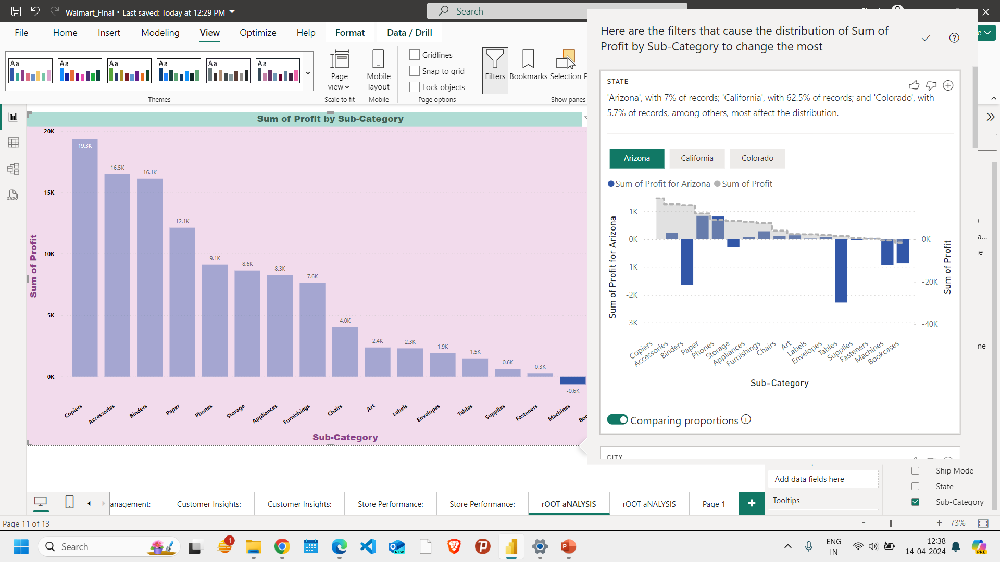 Walmart_FInal • Last saved: Today at 12:29 PM
Search
File
Home
Insert
Modeling
View
Optimize
Help
Format
Data / Drill
Aa
Aa
Aa
Aa
Aa
Aa
Themes
Page view
Scale to fit
Mobile layout
Mobile
Gridlines
Snap to grid
Lock objects
Page options
Filters
Bookmarks
Selection
Show panes
Here are the filters that cause the distribution of Sum of
Profit by Sub-Category to change the most
STATE
'Arizona', with 7% of records; 'California', with 62.5% of records; and 'Colorado', with
5.7% of records, among others, most affect the distribution.
Arizona
California
Colorado
Sum of Profit for Arizona
Sum of Profit
1K
0K
-1K
-2K
-3K
0K
-20K
-40K
Sum of Profit for Arizona
Sum of Profit
Copiers
Accessories
Binders
Paper
Phones
Storage
Appliances
Furnishings
Chairs
Art
Labels
Envelopes
Tables
Supplies
Fasteners
Machines
Bookcases
Sub-Category
Comparing proportions
CITY
Sum of Profit by Sub-Category
20K
15K
10K
5K
0K
Sum of Profit
19.3K
16.5K
16.1K
12.1K
9.1K
8.6K
8.3K
7.6K
4.0K
2.4K
2.3K
1.9K
1.5K
0.6K
0.3K
-0.6K
Copiers
Accessories
Binders
Paper
Phones
Storage
Appliances
Furnishings
Chairs
Art
Labels
Envelopes
Tables
Supplies
Fasteners
Machines
Sub-Category
DAX
Add data fields here
Tooltips
Ship Mode
State
Sub-Category
anagement:
Customer Insights:
Customer Insights:
Store Performance:
Store Performance:
rOOT aNALYSIS
rOOT aNALYSIS
Page 1
Page 11 of 13
- + 73%
Search
1
NEW
ENG
IN
12:38
14-04-2024
PRE